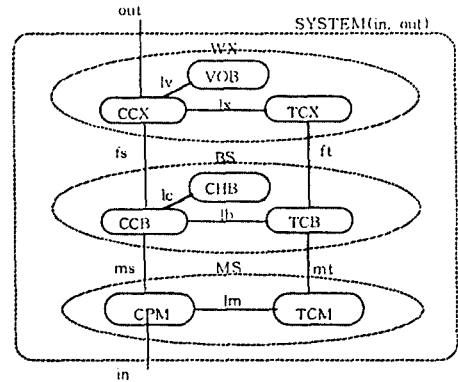 out
SYSTEM(in, out)
WX
lv VOB
CCX lx TCX
fs ft
BS
lc CHB
CCB lb TCB
ms MS mt
CPM lm TCM
in